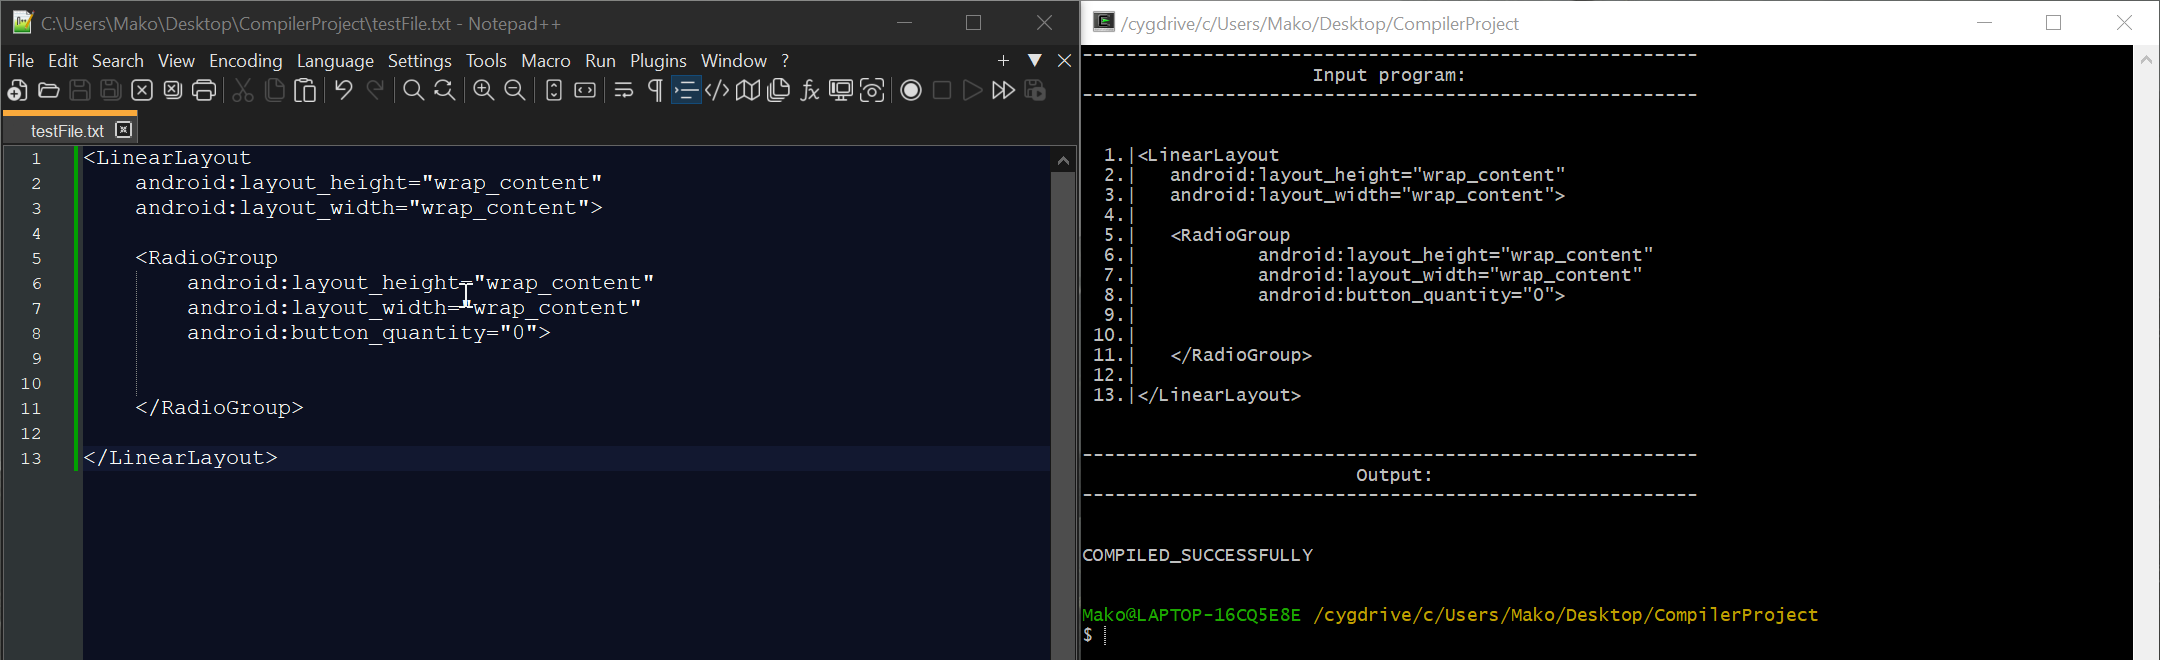 C:\Users\Mako\Desktop\CompilerProject\testFile.txt - Notepad++
File Edit Search View Encoding Language Settings Tools Macro Run Plugins Window ?
testFile.txt
1 <LinearLayout
2 android:layout_height="wrap_content"
3 android:layout_width="wrap_content">
4
5 <RadioGroup
6 android:layout_height="wrap_content"
7 android:layout_width="wrap_content"
8 android:button_quantity="0">
9
10
11 </RadioGroup>
12
13 </LinearLayout>
/cygdrive/c/Users/Mako/Desktop/CompilerProject
--------------------------------------------------------
Input program:
--------------------------------------------------------
1.|<LinearLayout
2.| android:layout_height="wrap_content"
3.| android:layout_width="wrap_content">
4.|
5.| <RadioGroup
6.| android:layout_height="wrap_content"
7.| android:layout_width="wrap_content"
8.| android:button_quantity="0">
9.|
10.|
11.| </RadioGroup>
12.|
13.|</LinearLayout>
--------------------------------------------------------
Output:
--------------------------------------------------------
COMPILED_SUCCESSFULLY
Mako@LAPTOP-16CQ5E8E /cygdrive/c/Users/Mako/Desktop/CompilerProject
$